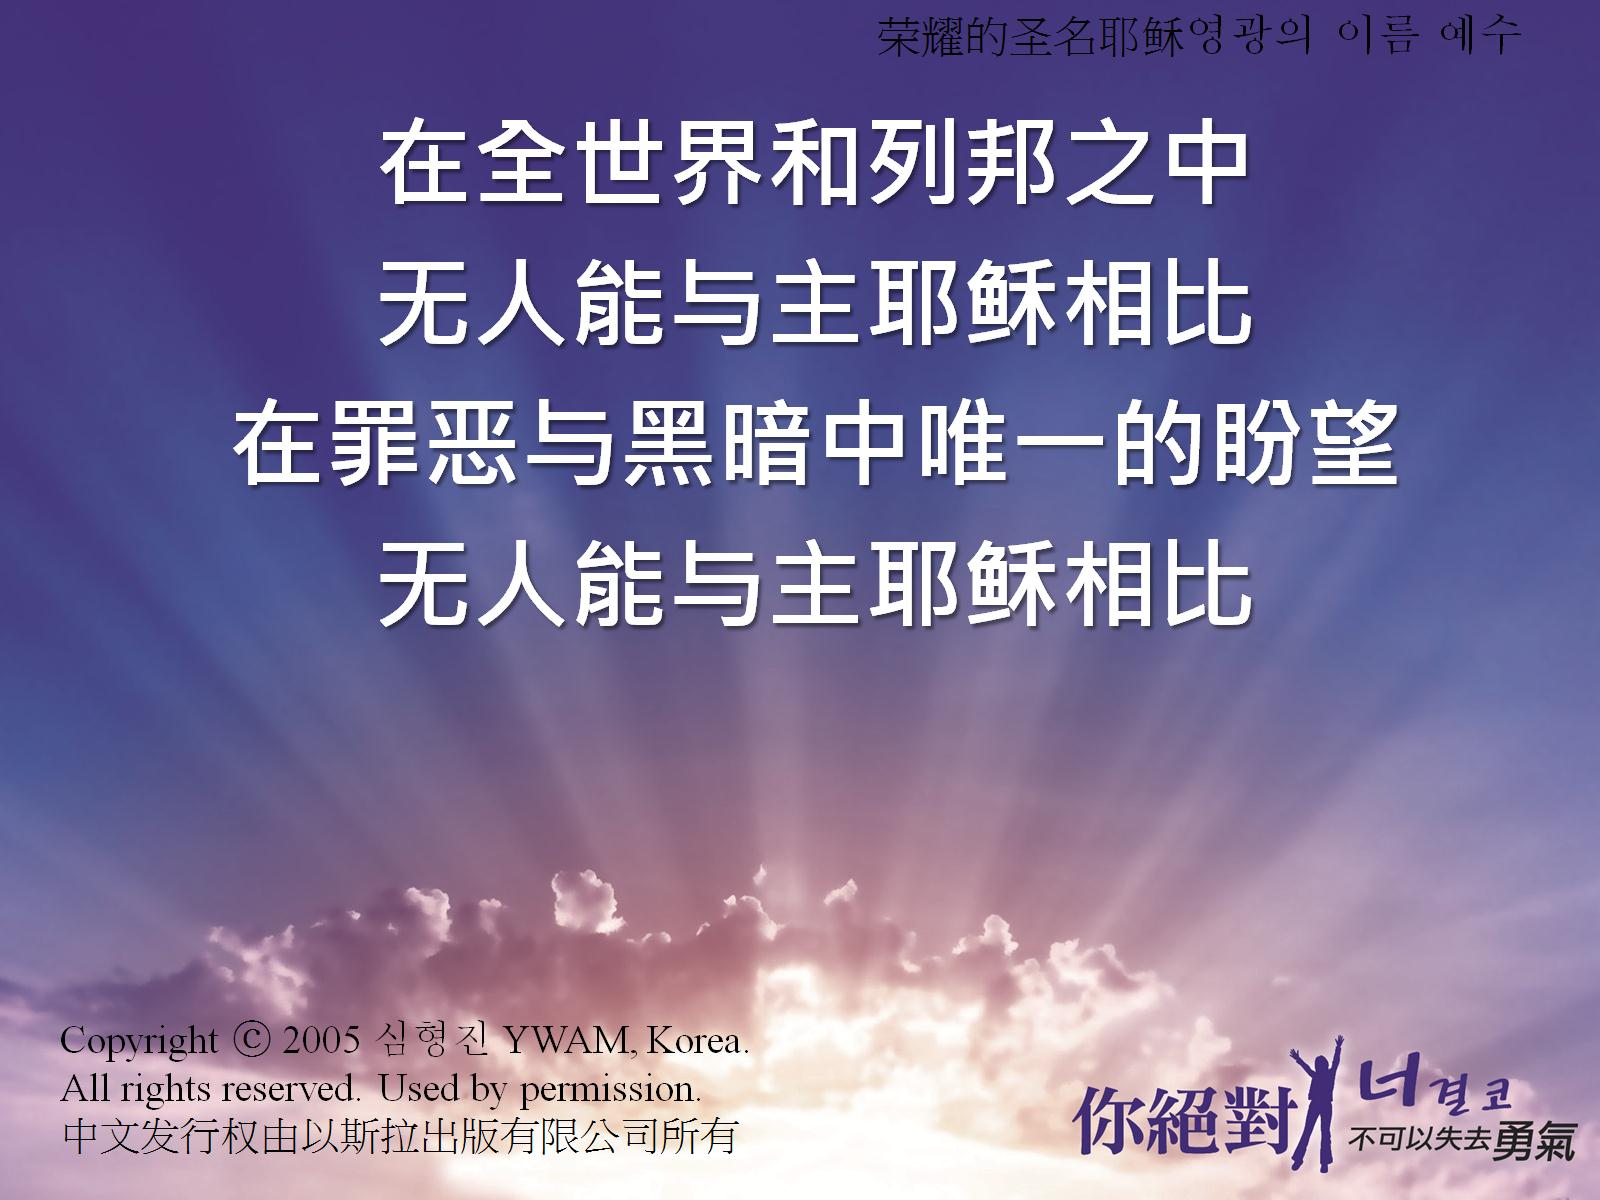 荣耀的圣名耶稣영광의 이름 예수
在全世界和列邦之中
无人能与主耶稣相比
在罪恶与黑暗中唯一的盼望
无人能与主耶稣相比
Copyright ⓒ 2005 심형진 YWAM, Korea.
All rights reserved. Used by permission.
中文发行权由以斯拉出版有限公司所有
你絕對
너 결코
不可以失去勇氣